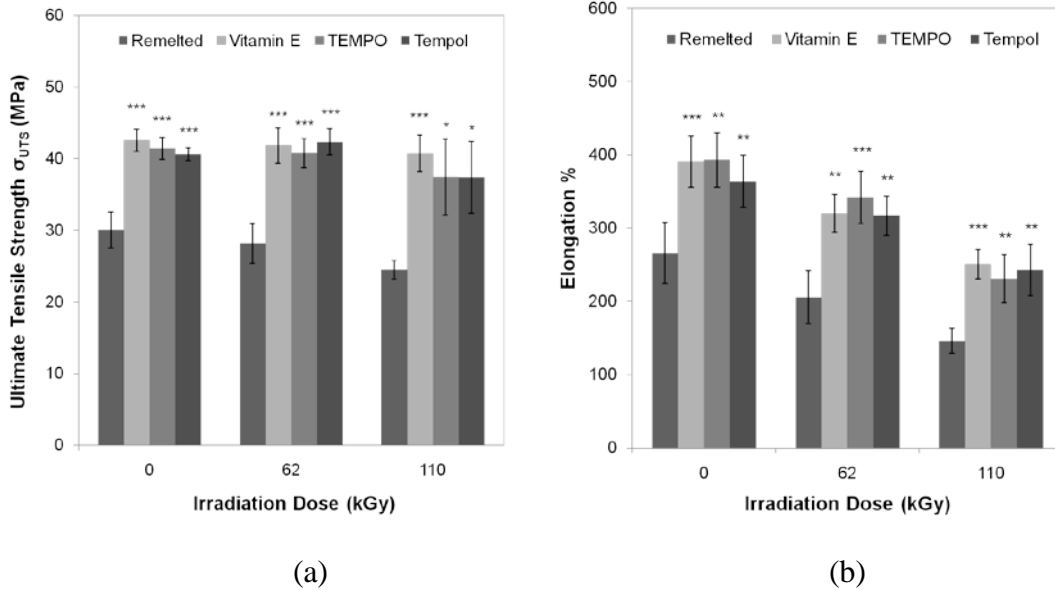 60
50
40
30
20
10
0
Ultimate Tensile Strength σUTS (MPa)
Remelted Vitamin E TEMPO Tempol
*** *** ***
*** *** ***
*** * *
0 62 110
Irradiation Dose (kGy)
(a)
600
500
400
300
200
100
0
Elongation %
Remelted Vitamin E TEMPO Tempol
*** ** **
** *** **
*** ** **
0 62 110
Irradiation Dose (kGy)
(b)